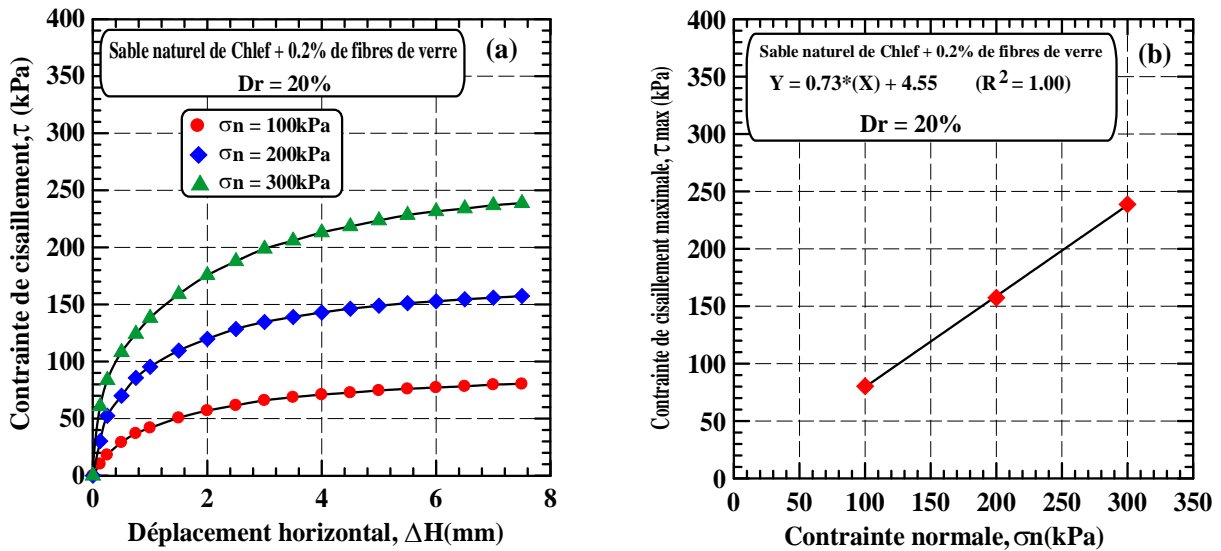 400
350
300
250
200
150
100
50
0
Contrainte de cisaillement,τ (kPa)
(a)
Sable naturel de Chlef + 0.2% de fibres de verre
Dr = 20%
σn = 100kPa
σn = 200kPa
σn = 300kPa
0 2 4 6 8
Déplacement horizontal, ΔH(mm)
400
350
300
250
200
150
100
50
0
Contrainte de cisaillement maximale, τ max (kPa)
(b)
Sable naturel de Chlef + 0.2% de fibres de verre
Y = 0.73*(X) + 4.55 (R² = 1.00)
Dr = 20%
0 50 100 150 200 250 300 350
Contrainte normale, σn(kPa)